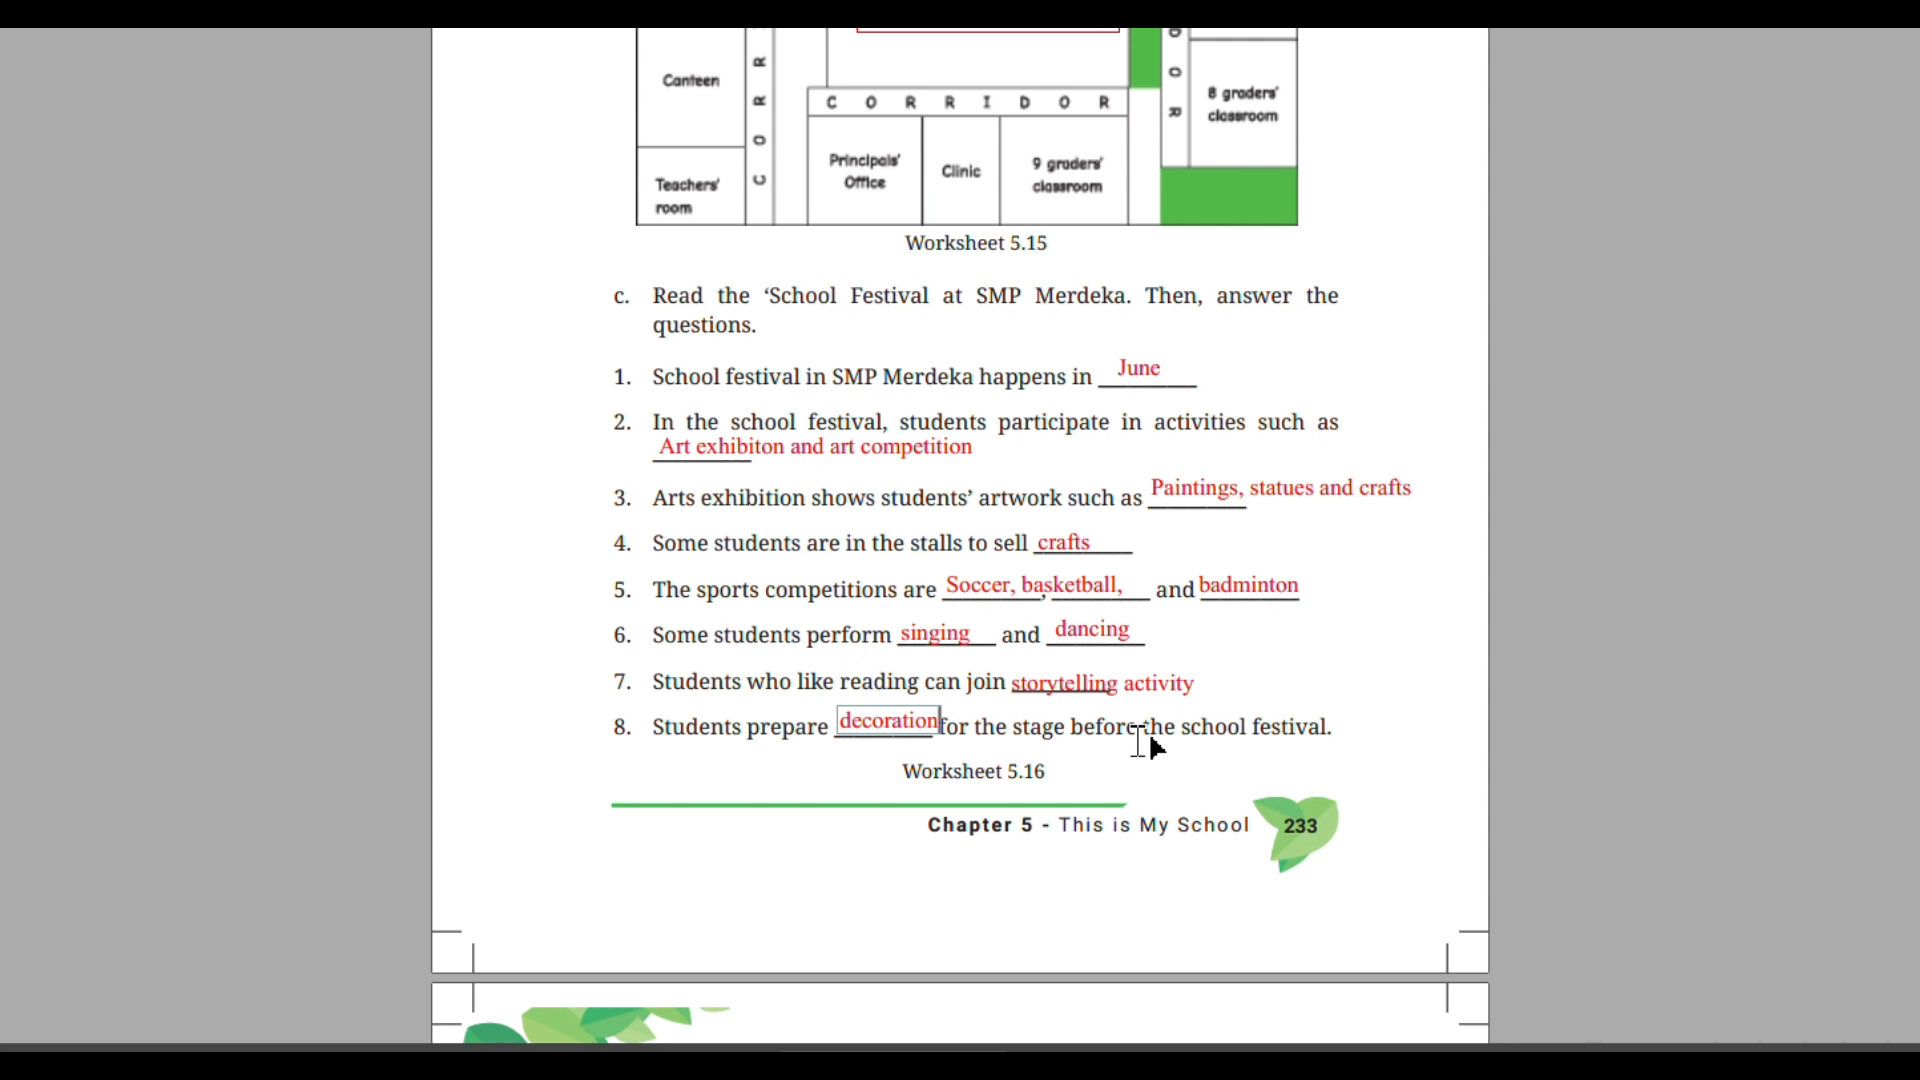 Canteen
C O R R
C O R R I D O R
R O D
8 graders'
classroom
Principals'
Office
Clinic
9 graders'
classroom
Teachers'
room
Worksheet 5.15
c. Read the ‘School Festival at SMP Merdeka. Then, answer the
questions.
1. School festival in SMP Merdeka happens in June
2. In the school festival, students participate in activities such as
Art exhibiton and art competition
3. Arts exhibition shows students’ artwork such as Paintings, statues and crafts
4. Some students are in the stalls to sell crafts
5. The sports competitions are Soccer, basketball, and badminton
6. Some students perform singing and dancing
7. Students who like reading can join storytelling activity
8. Students prepare decoration for the stage before the school festival.
Worksheet 5.16
Chapter 5 - This is My School 233